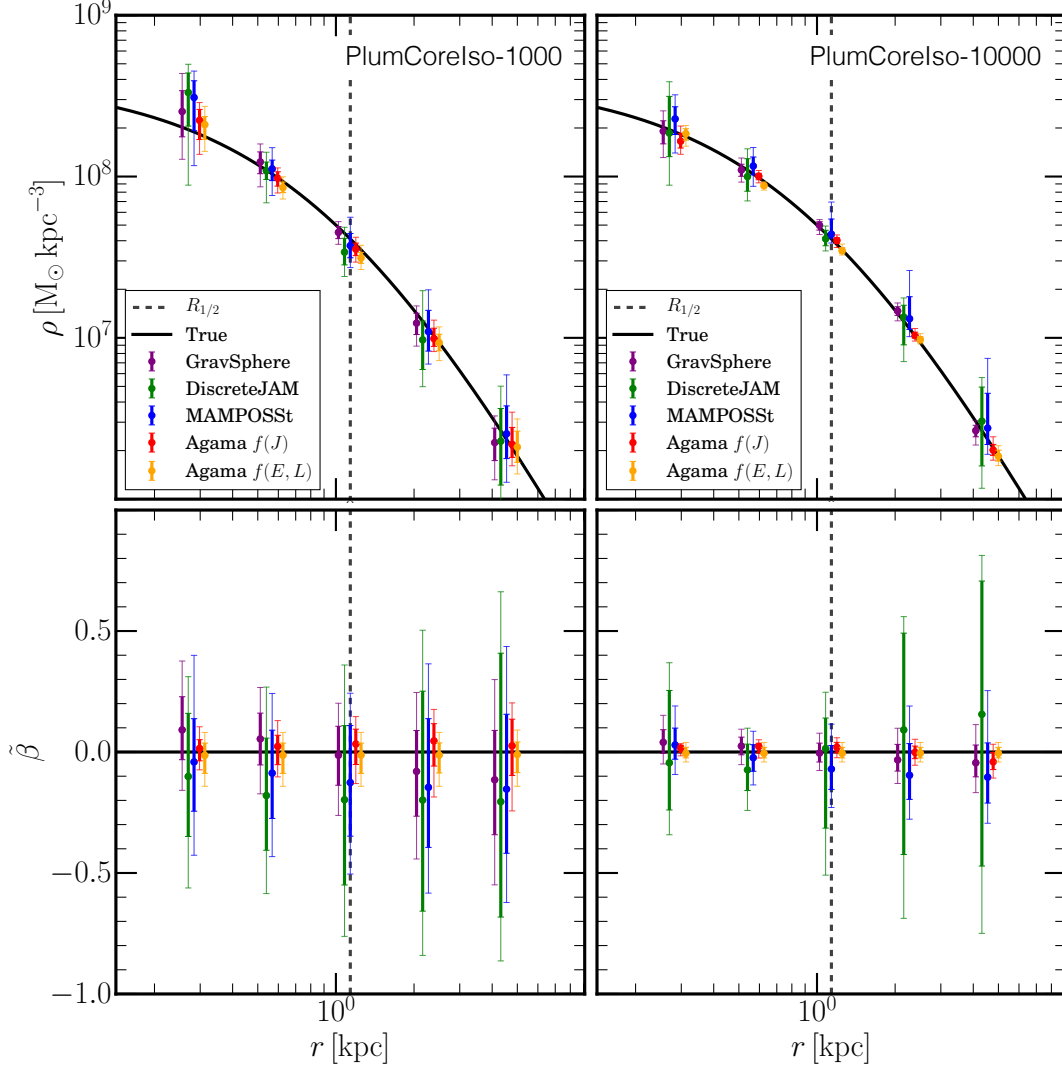 10⁹
10⁸
10⁷
ρ [M⊙ kpc⁻³]
PlumCoreIso-1000
R₁/₂
True
GravSphere
DiscreteJAM
MAMPOSSt
Agama f(J)
Agama f(E, L)
PlumCoreIso-10000
R₁/₂
True
GravSphere
DiscreteJAM
MAMPOSSt
Agama f(J)
Agama f(E, L)
0.5
0.0
−0.5
−1.0
β̃
10⁰
10⁰
r [kpc]
r [kpc]